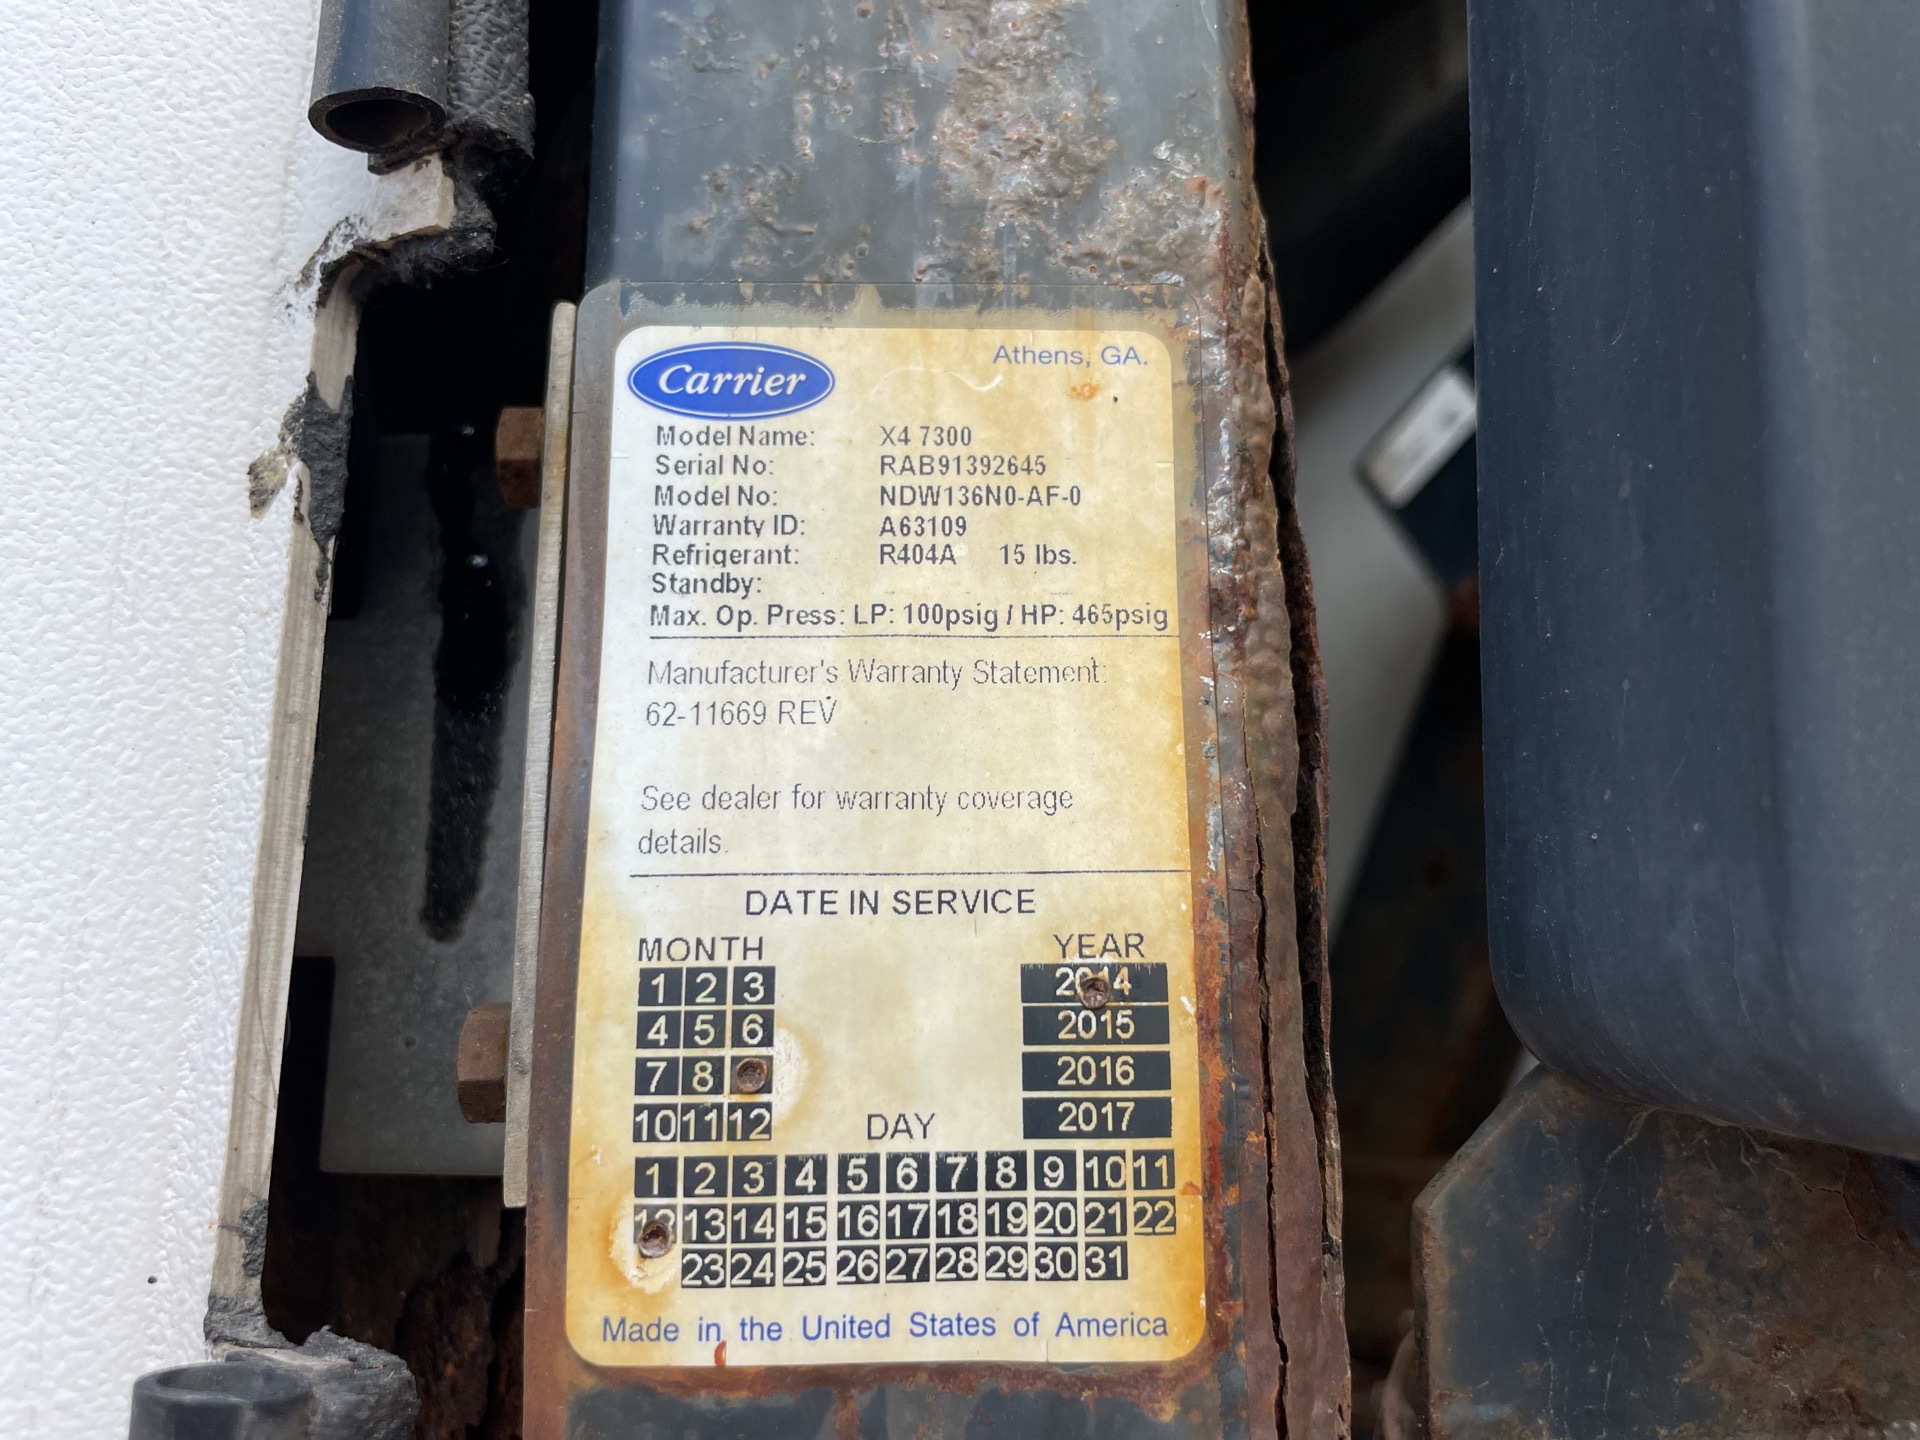 Carrier
Athens, GA.
Model Name: X4 7300
Serial No: RAB91392645
Model No: NDW136N0-AF-0
Warranty ID: A63109
Refrigerant: R404A 15 lbs.
Standby:
Max. Op. Press: LP: 100psig / HP: 465psig
Manufacturer's Warranty Statement:
62-11669 REV
See dealer for warranty coverage
details.
DATE IN SERVICE
MONTH YEAR
1 2 3 2014
4 5 6 2015
7 8 2016
10 11 12 2017
DAY
1 2 3 4 5 6 7 8 9 10 11
12 13 14 15 16 17 18 19 20 21 22
23 24 25 26 27 28 29 30 31
Made in the United States of America